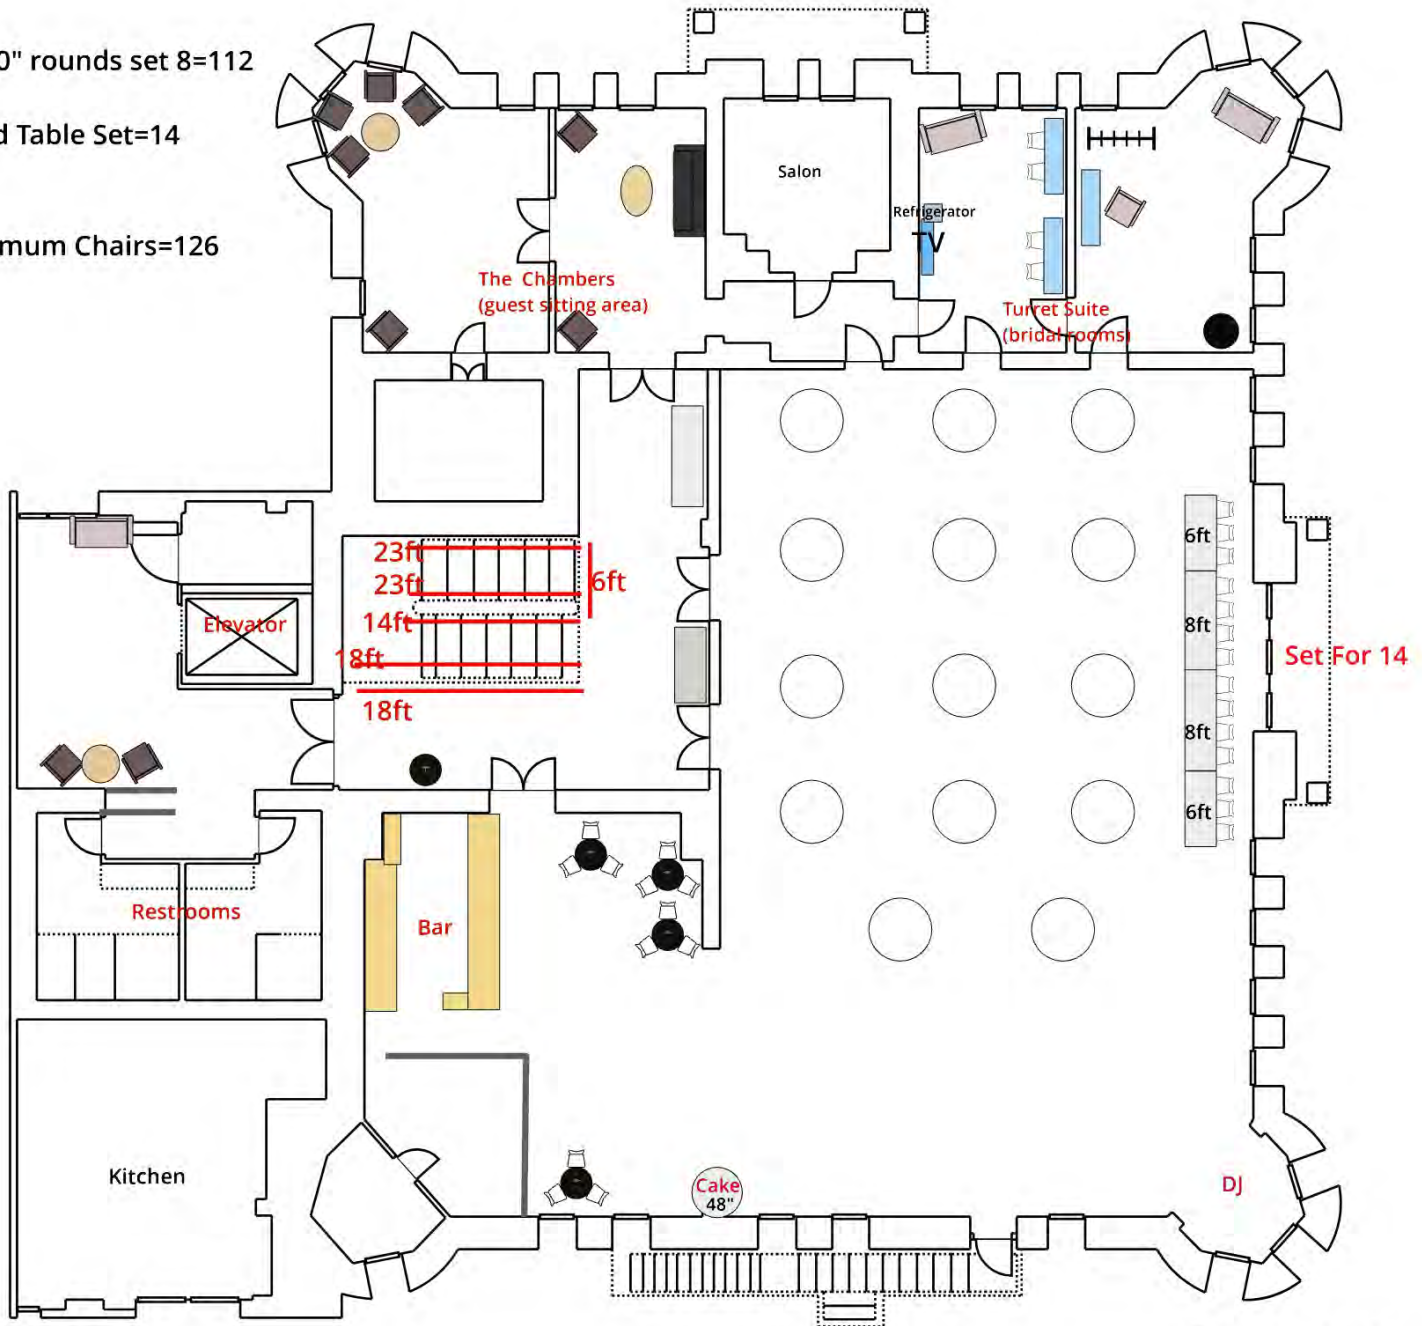 0" rounds set 8=112
d Table Set=14
mum Chairs=126
Salon
Refrigerator
TV
The Chambers
(guest sitting area)
Turret Suite
(bridal rooms)
23ft
23ft
6ft
14ft
18ft
18ft
Elevator
6ft
8ft
8ft
6ft
Set For 14
Restrooms
Bar
Kitchen
Cake
48"
DJ